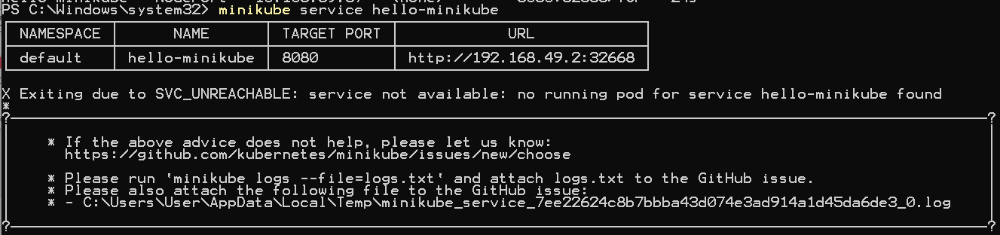 PS C:\Windows\system32> minikube service hello-minikube
NAMESPACE NAME TARGET PORT URL
default hello-minikube 8080 http://192.168.49.2:32668
X Exiting due to SVC_UNREACHABLE: service not available: no running pod for service hello-minikube found
*
? ?
* If the above advice does not help, please let us know:
https://github.com/kubernetes/minikube/issues/new/choose
* Please run 'minikube logs --file=logs.txt' and attach logs.txt to the GitHub issue.
* Please also attach the following file to the GitHub issue:
* - C:\Users\User\AppData\Local\Temp\minikube_service_7ee22624c8b7bbba43d074e3ad914a1d45da6de3_0.log
? ?